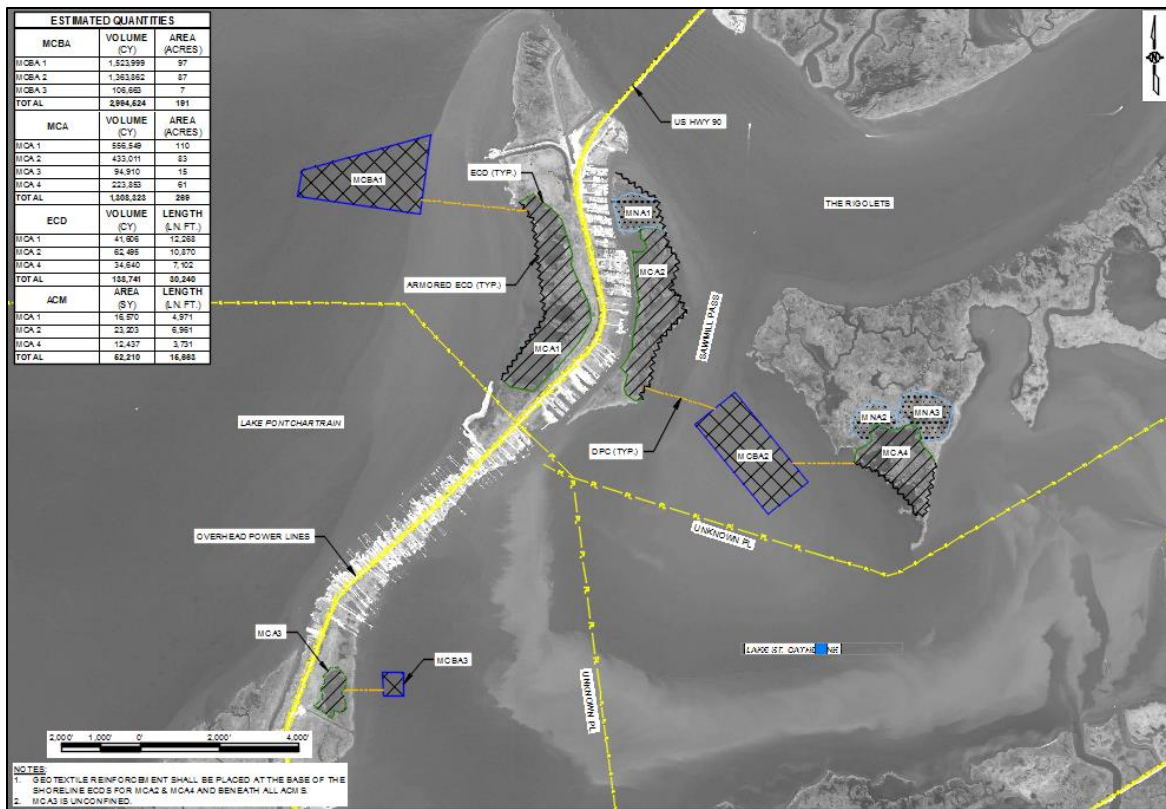 ESTIMATED QUANTITIES
MCBA VOLUME (CY) AREA (ACRES)
MCBA 1 1,523,999 97
MCBA 2 1,363,862 87
MCBA 3 106,663 7
TOTAL 2,994,524 191
MCA VOLUME (CY) AREA (ACRES)
MCA 1 556,549 110
MCA 2 433,011 83
MCA 3 94,910 15
MCA 4 223,853 61
TOTAL 1,308,323 269
ECD VOLUME (CY) LENGTH (LN. FT.)
MCA 1 41,606 12,268
MCA 2 62,495 10,870
MCA 4 34,640 7,102
TOTAL 138,741 30,240
ACM AREA (SY) LENGTH (LN. FT.)
MCA 1 16,570 4,971
MCA 2 23,203 6,961
MCA 4 12,437 3,731
TOTAL 52,210 15,663
N
US HWY 90
MCBA1
ECD (TYP.)
THE RIGOLETS
MNA1
MCA2
ARMORED ECD (TYP.)
SAWMILL PASS
MCA1
LAKE PONTCHARTRAIN
MNA2
MNA3
DPC (TYP.)
MCBA2
MCA4
UNKNOWN PL
OVERHEAD POWER LINES
MCA3
MCBA3
LAKE ST.
UNKNOWN PL
2,000' 1,000' 0' 2,000' 4,000'
NOTES:
1. GEOTEXTILE REINFORCEMENT SHALL BE PLACED AT THE BASE OF THE
SHORELINE ECDS FOR MCA2 & MCA4 AND BENEATH ALL ACMS.
2. MCA3 IS UNCONFINED.